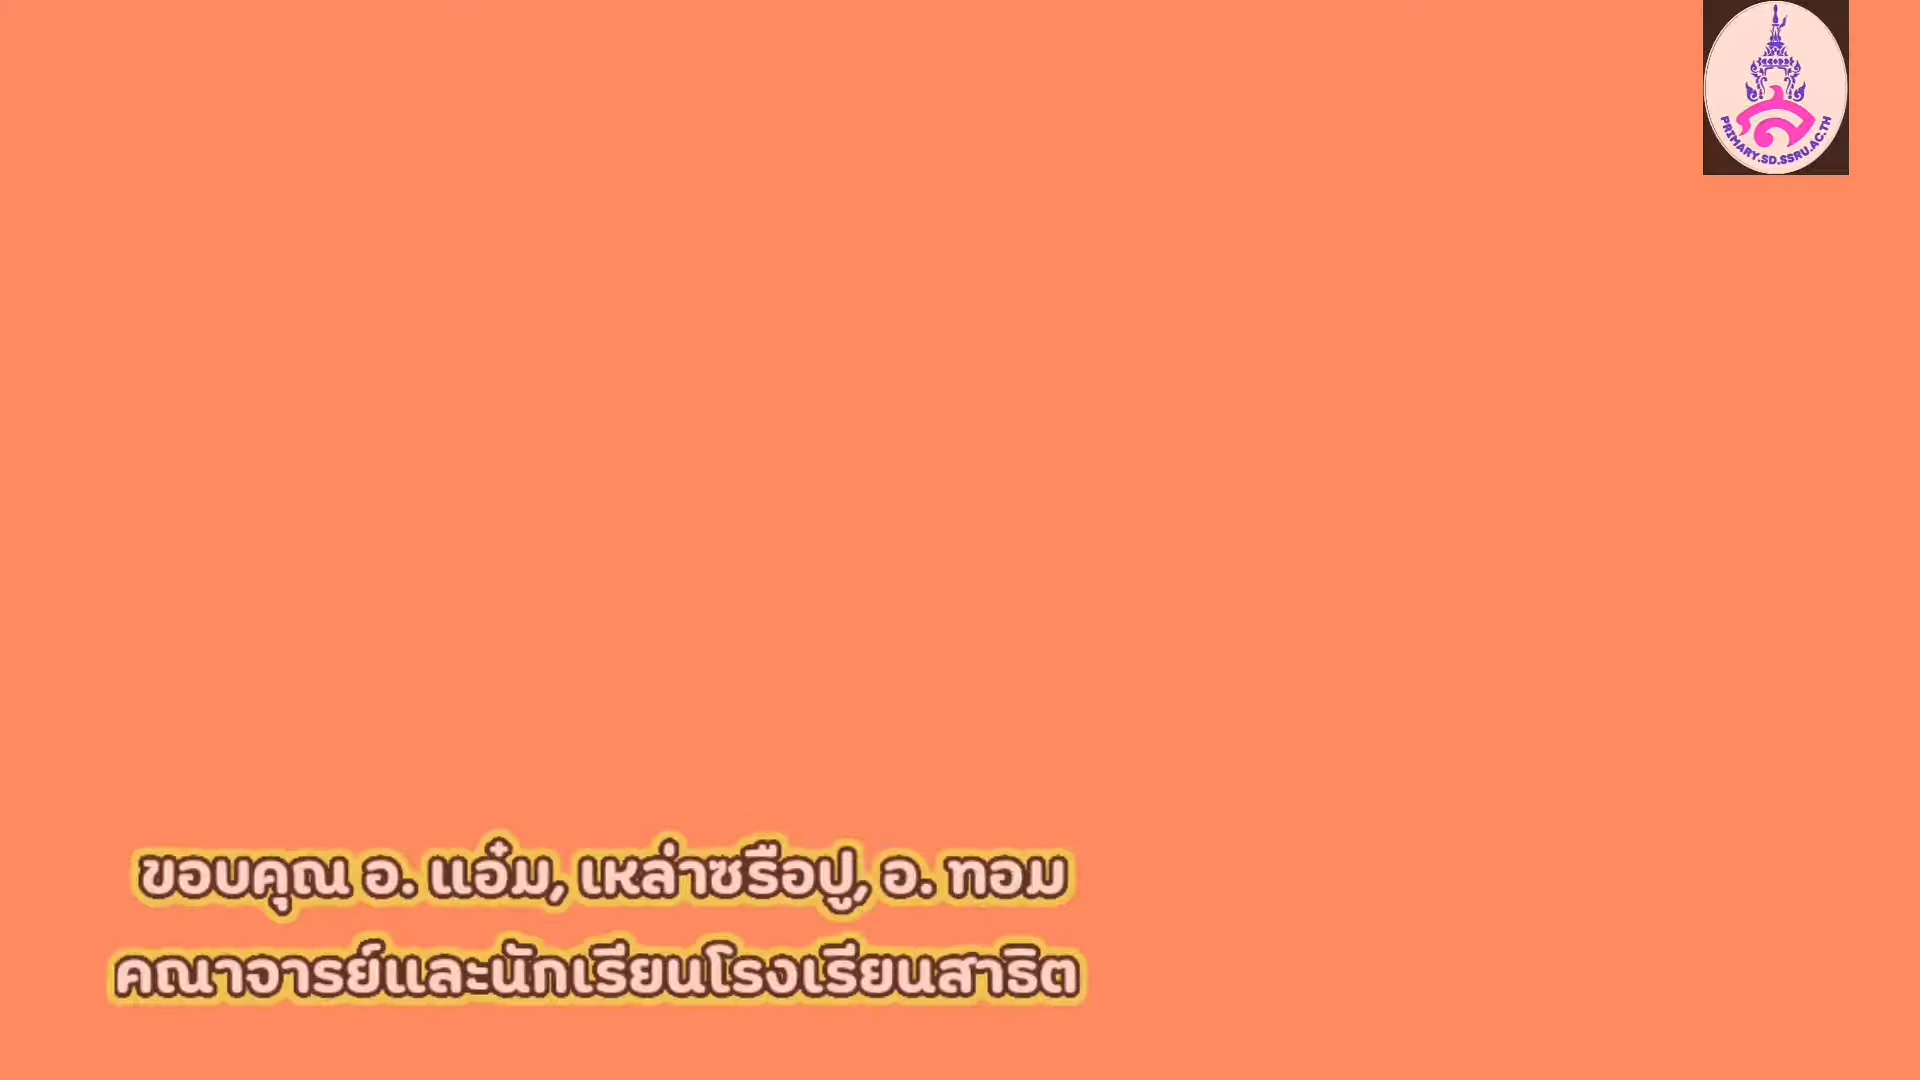 PRIMARY.SD.SSRU.AC.TH
ขอบคุณ อ. แอ๋ม, เหล่าซรือปู, อ. ทอม
คณาจารย์และนักเรียนโรงเรียนสาธิต